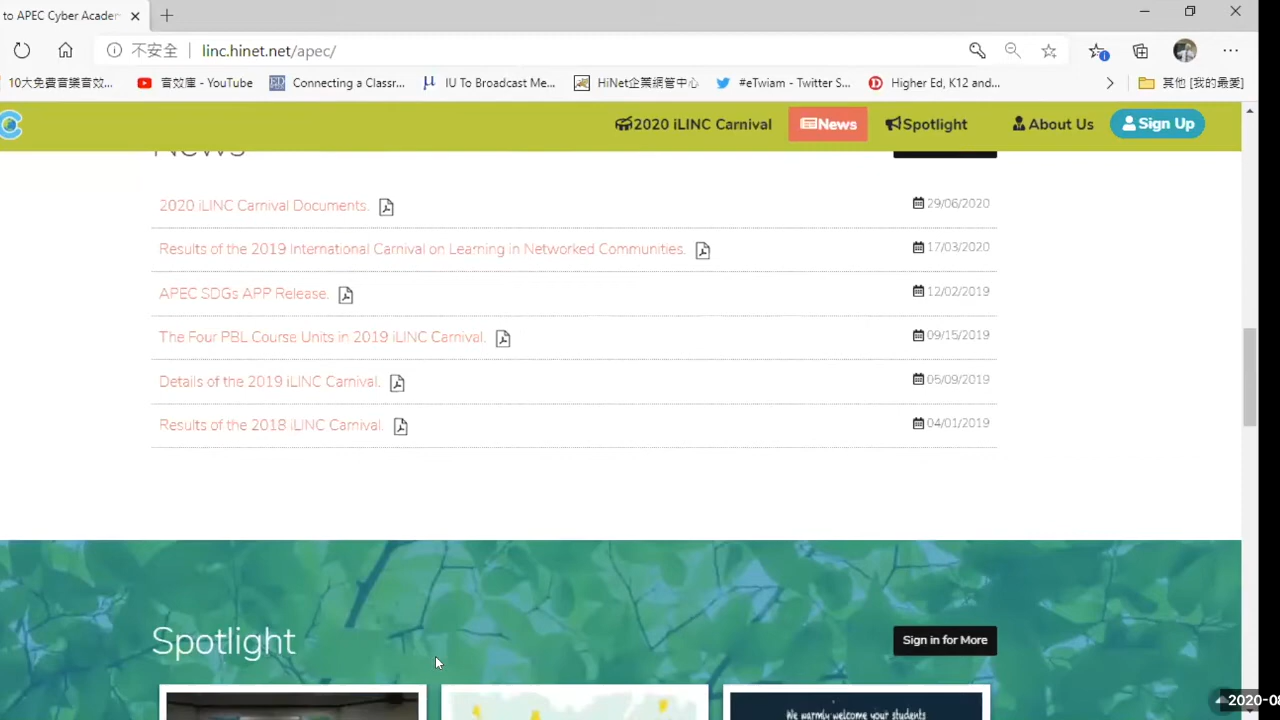 to APEC Cyber Academ
不安全 | linc.hinet.net/apec/
10大免費音樂音效...
音效庫 - YouTube
Connecting a Classr...
IU To Broadcast Me...
HiNet企業網管中心
#eTwiam - Twitter S...
Higher Ed, K12 and...
其他 [我的最愛]
2020 iLINC Carnival
News
Spotlight
About Us
Sign Up
News
2020 iLINC Carnival Documents. 29/06/2020
Results of the 2019 International Carnival on Learning in Networked Communities. 17/03/2020
APEC SDGs APP Release. 12/02/2019
The Four PBL Course Units in 2019 iLINC Carnival. 09/15/2019
Details of the 2019 iLINC Carnival. 05/09/2019
Results of the 2018 iLINC Carnival. 04/01/2019
Spotlight
Sign in for More
We warmly welcome your students
2020-08